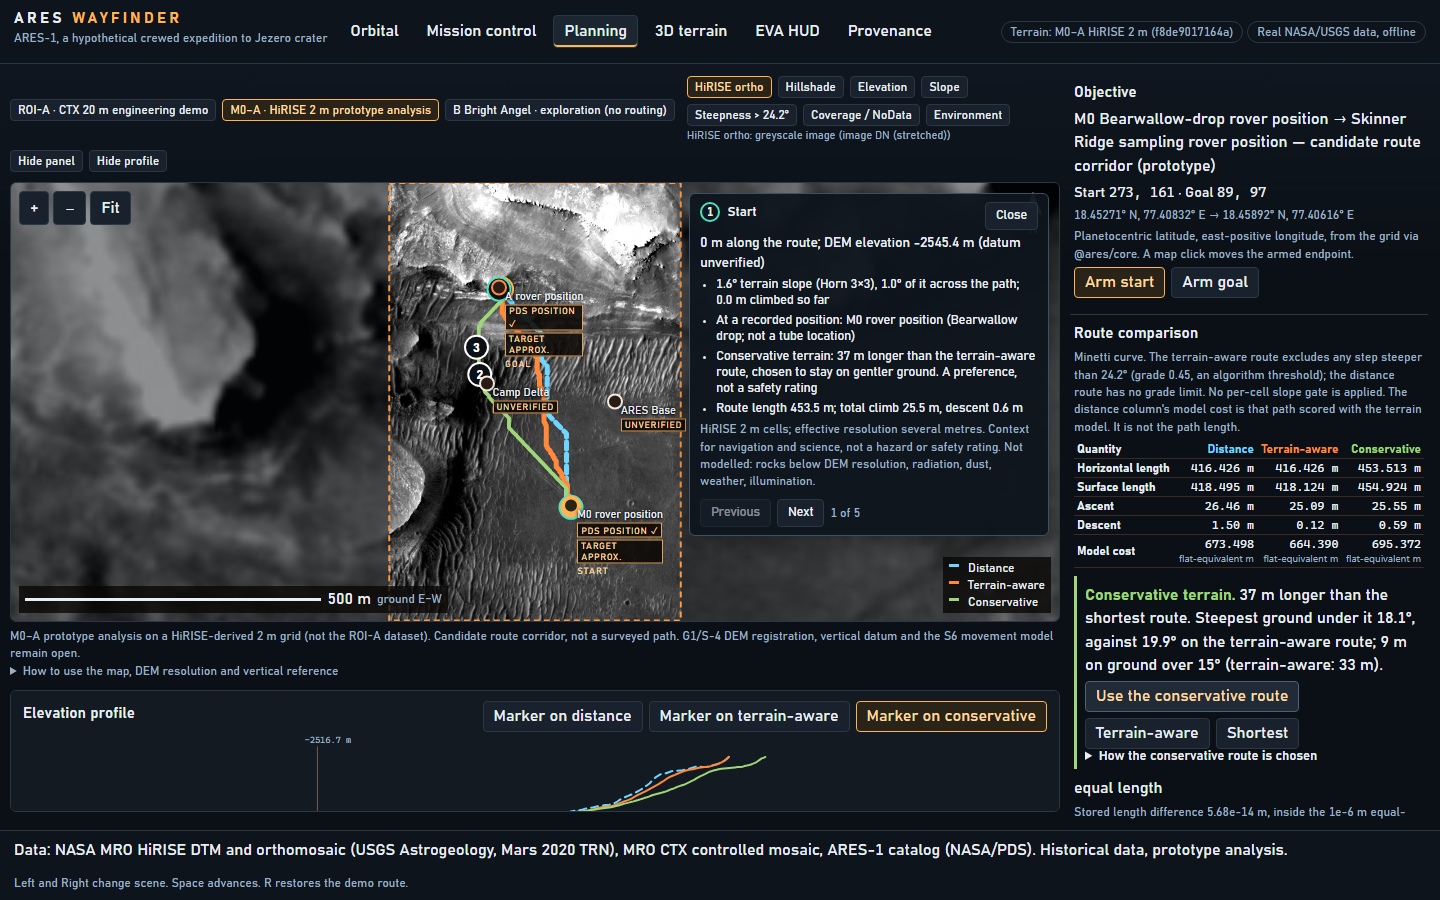 ARES WAYFINDER
ARES-1, a hypothetical crewed expedition to Jezero crater
Orbital
Mission control
Planning
3D terrain
EVA HUD
Provenance
Terrain: M0-A HiRISE 2 m (f8de9017164a)
Real NASA/USGS data, offline
ROI-A · CTX 20 m engineering demo
M0-A · HiRISE 2 m prototype analysis
B Bright Angel · exploration (no routing)
HiRISE ortho
Hillshade
Elevation
Slope
Steepness > 24.2°
Coverage / NoData
Environment
HiRISE ortho: greyscale image (image DN (stretched))
Hide panel
Hide profile
+
–
Fit
A rover position
PDS POSITION
✓
TARGET
APPROX.
GOAL
3
2
Camp Delta
UNVERIFIED
ARES Base
UNVERIFIED
M0 rover position
PDS POSITION ✓
TARGET
APPROX.
START
500 m ground E-W
1 Start
Close
0 m along the route; DEM elevation -2545.4 m (datum
unverified)
• 1.6° terrain slope (Horn 3×3), 1.0° of it across the path;
0.0 m climbed so far
• At a recorded position: M0 rover position (Bearwallow
drop; not a tube location)
• Conservative terrain: 37 m longer than the terrain-aware
route, chosen to stay on gentler ground. A preference,
not a safety rating
• Route length 453.5 m; total climb 25.5 m, descent 0.6 m
HiRISE 2 m cells; effective resolution several metres. Context
for navigation and science, not a hazard or safety rating. Not
modelled: rocks below DEM resolution, radiation, dust,
weather, illumination.
Previous
Next
1 of 5
Distance
Terrain-aware
Conservative
M0-A prototype analysis on a HiRISE-derived 2 m grid (not the ROI-A dataset). Candidate route corridor, not a surveyed path. G1/S-4 DEM registration, vertical datum and the S6 movement model
remain open.
▶ How to use the map, DEM resolution and vertical reference
Elevation profile
Marker on distance
Marker on terrain-aware
Marker on conservative
-2516.7 m
Objective
M0 Bearwallow-drop rover position → Skinner
Ridge sampling rover position — candidate route
corridor (prototype)
Start 273, 161 · Goal 89, 97
18.45271° N, 77.40832° E → 18.45892° N, 77.40616° E
Planetocentric latitude, east-positive longitude, from the grid via
@ares/core. A map click moves the armed endpoint.
Arm start
Arm goal
Route comparison
Minetti curve. The terrain-aware route excludes any step steeper
than 24.2° (grade 0.45, an algorithm threshold); the distance
route has no grade limit. No per-cell slope gate is applied. The
distance column's model cost is that path scored with the terrain
model. It is not the path length.
Quantity Distance Terrain-aware Conservative
Horizontal length 416.426 m 416.426 m 453.513 m
Surface length 418.495 m 418.124 m 454.924 m
Ascent 26.46 m 25.09 m 25.55 m
Descent 1.50 m 0.12 m 0.59 m
Model cost 673.498 664.390 695.372
flat-equivalent m flat-equivalent m flat-equivalent m
Conservative terrain. 37 m longer than the
shortest route. Steepest ground under it 18.1°,
against 19.9° on the terrain-aware route; 9 m
on ground over 15° (terrain-aware: 33 m).
Use the conservative route
Terrain-aware
Shortest
▶ How the conservative route is chosen
equal length
Stored length difference 5.68e-14 m, inside the 1e-6 m equal-
Data: NASA MRO HiRISE DTM and orthomosaic (USGS Astrogeology, Mars 2020 TRN), MRO CTX controlled mosaic, ARES-1 catalog (NASA/PDS). Historical data, prototype analysis.
Left and Right change scene. Space advances. R restores the demo route.